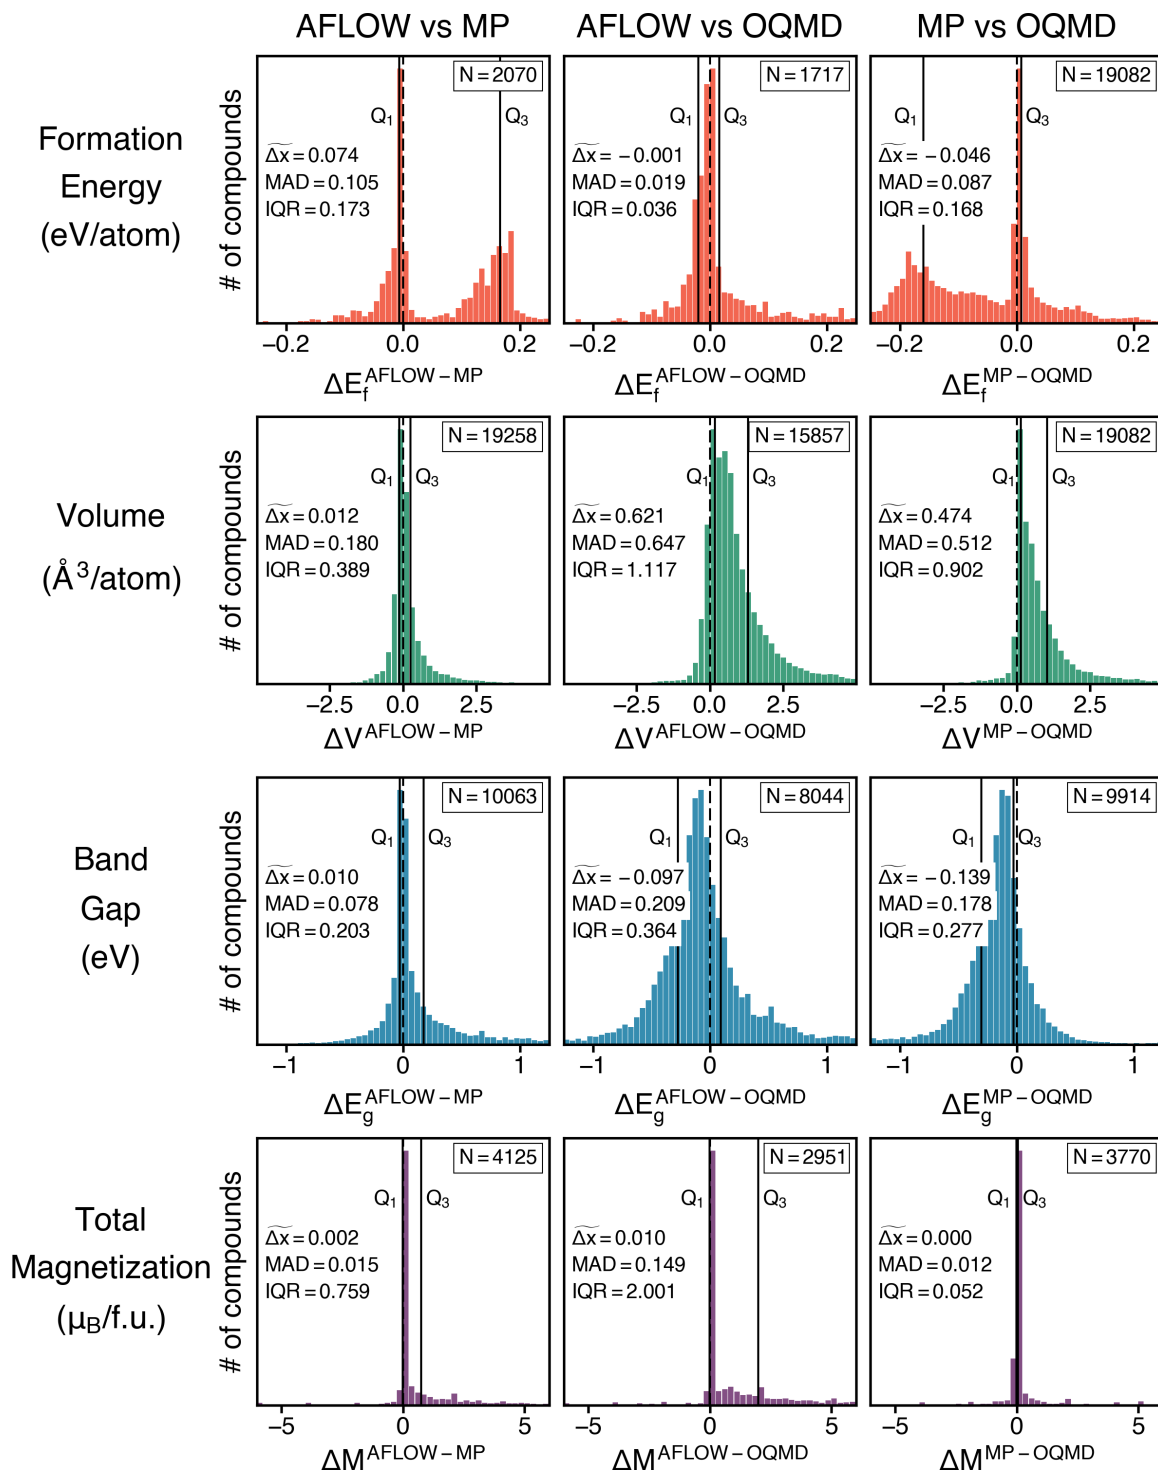 AFLOW vs MP AFLOW vs OQMD MP vs OQMD
Formation
Energy
(eV/atom)
# of compounds
N = 2070
Q1 Q3
Δx = 0.074
MAD = 0.105
IQR = 0.173
−0.2 0.0 0.2
ΔEf AFLOW − MP
N = 1717
Q1 Q3
Δx = −0.001
MAD = 0.019
IQR = 0.036
−0.2 0.0 0.2
ΔEf AFLOW − OQMD
N = 19082
Q1 Q3
Δx = −0.046
MAD = 0.087
IQR = 0.168
−0.2 0.0 0.2
ΔEf MP − OQMD
Volume
(Å³/atom)
# of compounds
N = 19258
Q1 Q3
Δx = 0.012
MAD = 0.180
IQR = 0.389
−2.5 0.0 2.5
ΔV AFLOW − MP
N = 15857
Q1 Q3
Δx = 0.621
MAD = 0.647
IQR = 1.117
−2.5 0.0 2.5
ΔV AFLOW − OQMD
N = 19082
Q1 Q3
Δx = 0.474
MAD = 0.512
IQR = 0.902
−2.5 0.0 2.5
ΔV MP − OQMD
Band
Gap
(eV)
# of compounds
N = 10063
Q1 Q3
Δx = 0.010
MAD = 0.078
IQR = 0.203
−1 0 1
ΔEg AFLOW − MP
N = 8044
Q1 Q3
Δx = −0.097
MAD = 0.209
IQR = 0.364
−1 0 1
ΔEg AFLOW − OQMD
N = 9914
Q1 Q3
Δx = −0.139
MAD = 0.178
IQR = 0.277
−1 0 1
ΔEg MP − OQMD
Total
Magnetization
(μB/f.u.)
# of compounds
N = 4125
Q1 Q3
Δx = 0.002
MAD = 0.015
IQR = 0.759
−5 0 5
ΔM AFLOW − MP
N = 2951
Q1 Q3
Δx = 0.010
MAD = 0.149
IQR = 2.001
−5 0 5
ΔM AFLOW − OQMD
N = 3770
Q1 Q3
Δx = 0.000
MAD = 0.012
IQR = 0.052
−5 0 5
ΔM MP − OQMD